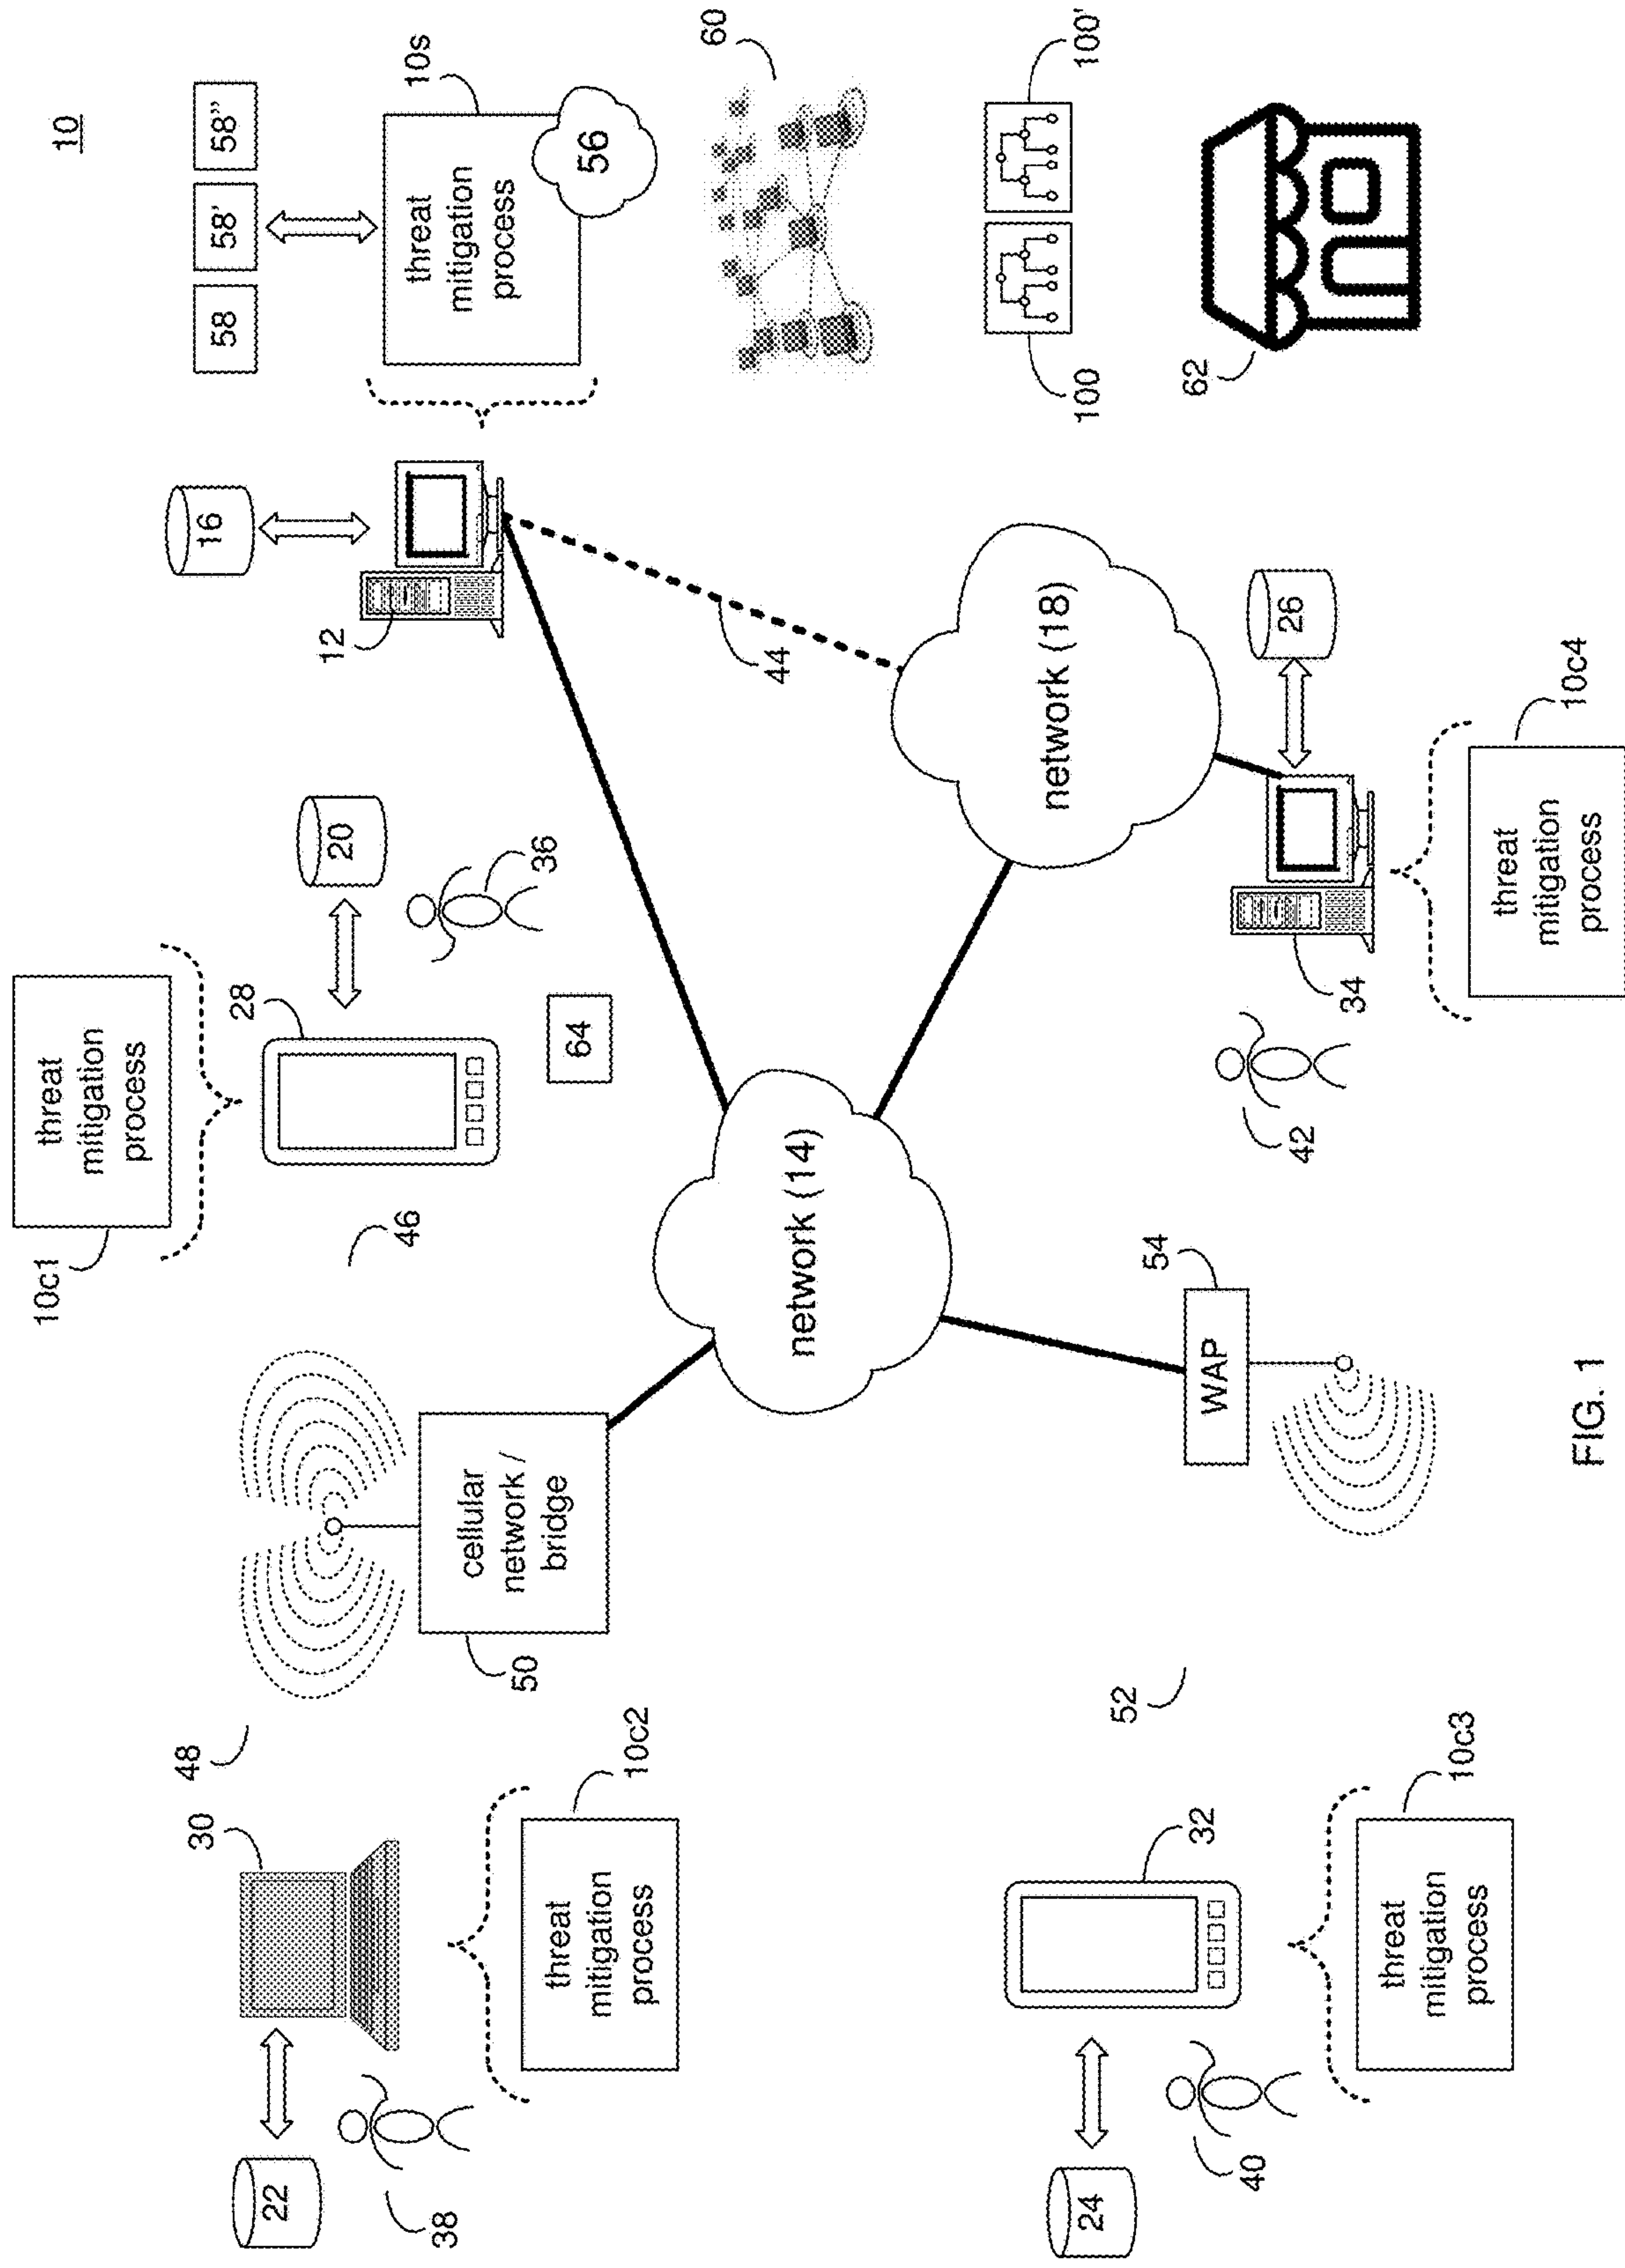 10
58
58'
58”
16
10s
threat
mitigation
process
56
12
60
44
100
100'
62
10c1
threat
mitigation
process
28
20
36
46
64
48
30
22
38
50
cellular
network /
bridge
10c2
threat
mitigation
process
network (14)
network (18)
26
34
42
10c4
threat
mitigation
process
54
WAP
52
32
24
40
10c3
threat
mitigation
process
FIG. 1